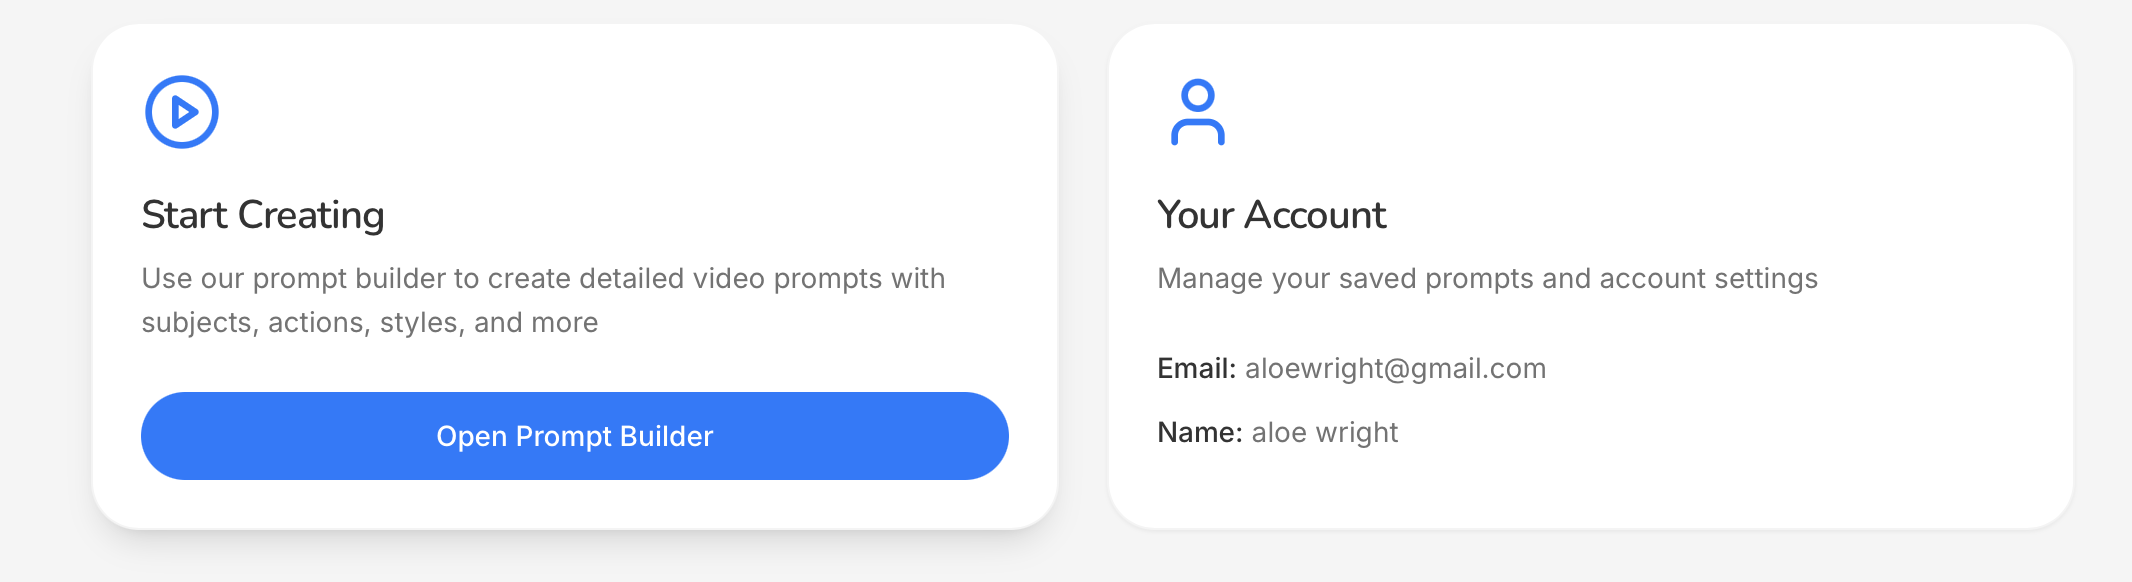 Start Creating
Use our prompt builder to create detailed video prompts with
subjects, actions, styles, and more
Open Prompt Builder
Your Account
Manage your saved prompts and account settings
Email: aloewright@gmail.com
Name: aloe wright